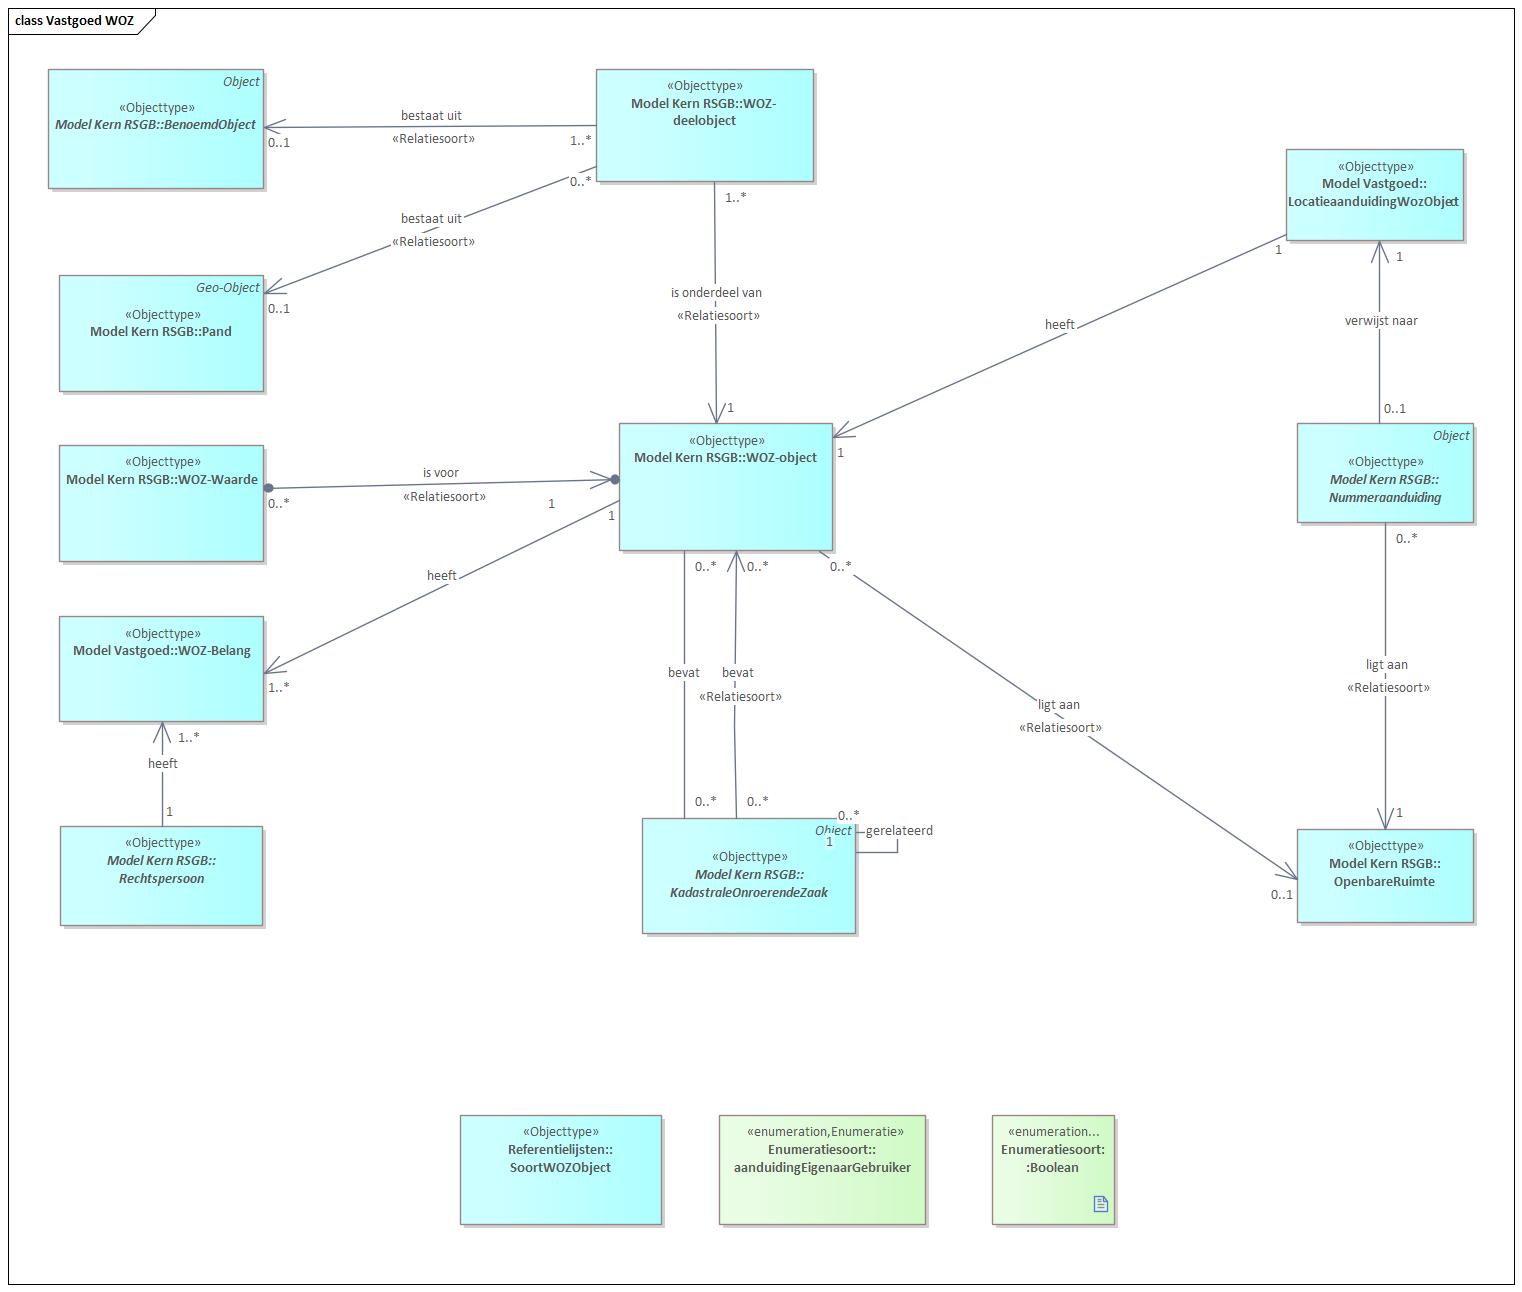 class Vastgoed WOZ
Object
«Objecttype»
Model Kern RSGB::BenoemdObject
«Objecttype»
Model Kern RSGB::WOZ-
deelobject
bestaat uit
«Relatiesoort»
0..1
1..*
0..*
bestaat uit
«Relatiesoort»
0..1
Geo-Object
«Objecttype»
Model Kern RSGB::Pand
1..*
is onderdeel van
«Relatiesoort»
1
«Objecttype»
Model Vastgoed::
LocatieaanduidingWozObject
1
heeft
1
1
verwijst naar
0..1
«Objecttype»
Model Kern RSGB::WOZ-Waarde
0..*
is voor
«Relatiesoort»
1
«Objecttype»
Model Kern RSGB::WOZ-object
Object
«Objecttype»
Model Kern RSGB::
Nummeraanduiding
1
heeft
1..*
«Objecttype»
Model Vastgoed::WOZ-Belang
1..*
heeft
1
«Objecttype»
Model Kern RSGB::
Rechtspersoon
0..*
bevat
0..*
0..*
bevat
«Relatiesoort»
0..*
0..*
ligt aan
«Relatiesoort»
0..1
0..*
ligt aan
«Relatiesoort»
1
0..*
gerelateerd
1
Object
«Objecttype»
Model Kern RSGB::
KadastraleOnroerendeZaak
«Objecttype»
Model Kern RSGB::
OpenbareRuimte
«Objecttype»
Referentielijsten::
SoortWOZObject
«enumeration,Enumeratie»
Enumeratiesoort::
aanduidingEigenaarGebruiker
«enumeration...
Enumeratiesoort:
:Boolean